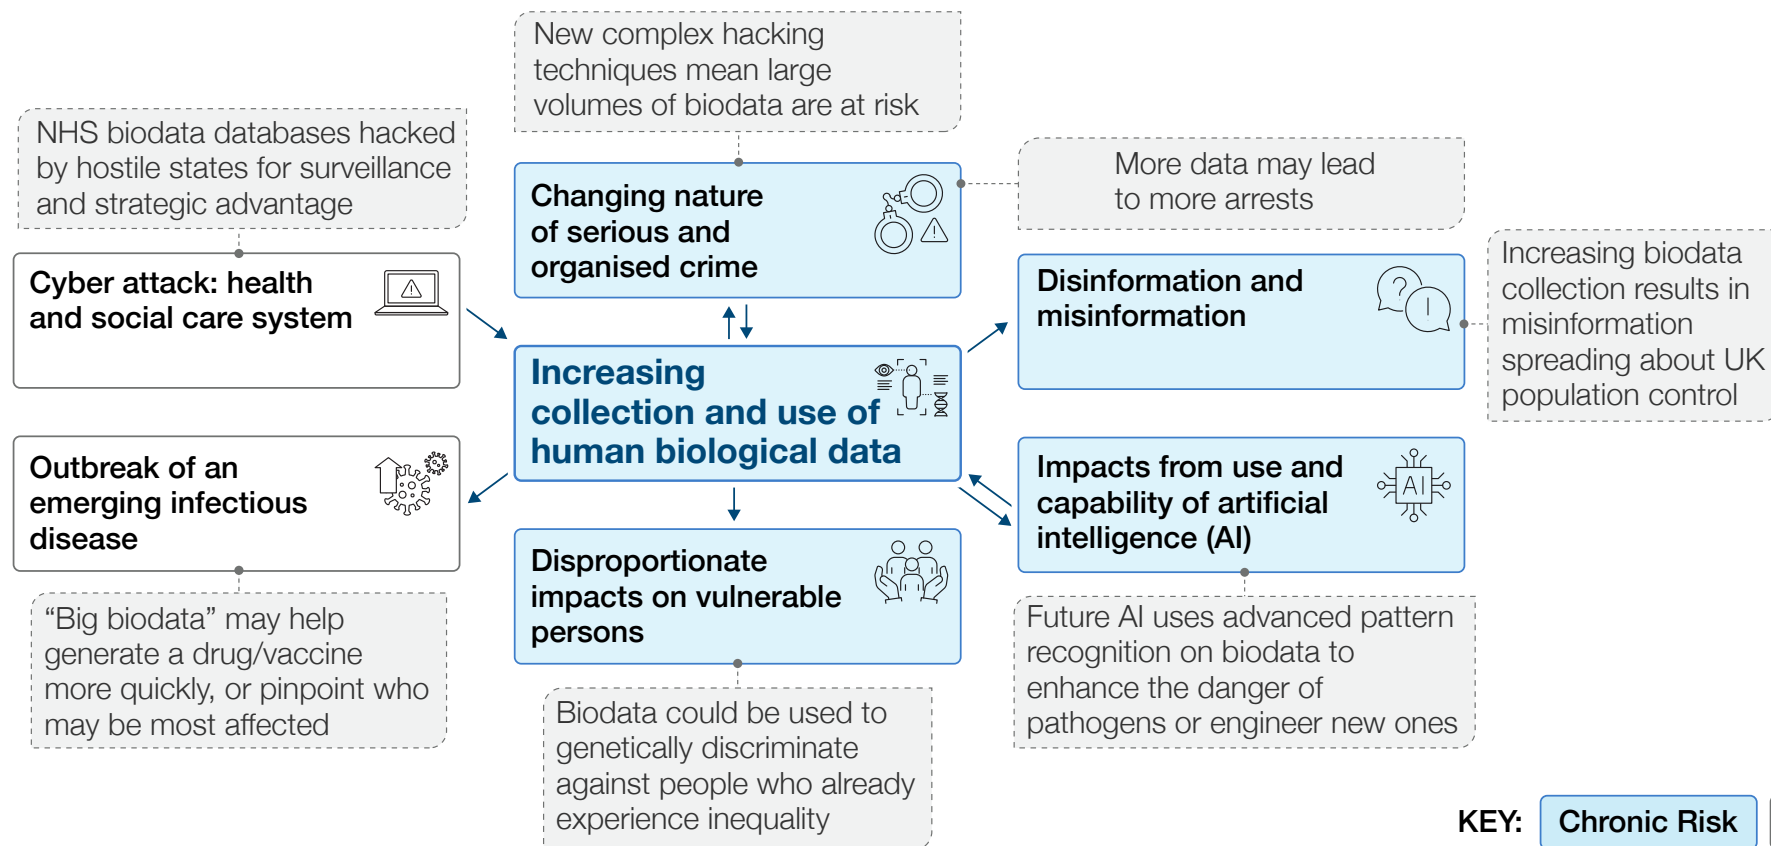 New complex hacking
techniques mean large
volumes of biodata are at risk
NHS biodata databases hacked
by hostile states for surveillance
and strategic advantage
More data may lead
to more arrests
Changing nature
of serious and
organised crime
Cyber attack: health
and social care system
Disinformation and
misinformation
Increasing biodata
collection results in
misinformation
spreading about UK
population control
Increasing
collection and use of
human biological data
Outbreak of an
emerging infectious
disease
Impacts from use and
capability of artificial
intelligence (AI)
AI
Disproportionate
impacts on vulnerable
persons
"Big biodata" may help
generate a drug/vaccine
more quickly, or pinpoint who
may be most affected
Future AI uses advanced pattern
recognition on biodata to
enhance the danger of
pathogens or engineer new ones
Biodata could be used to
genetically discriminate
against people who already
experience inequality
KEY: Chronic Risk